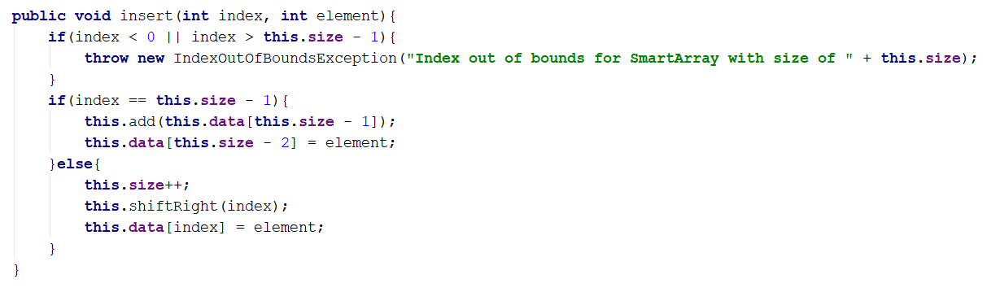 public void insert(int index, int element){
    if(index < 0 || index > this.size - 1){
        throw new IndexOutOfBoundsException("Index out of bounds for SmartArray with size of " + this.size);
    }
    if(index == this.size - 1){
        this.add(this.data[this.size - 1]);
        this.data[this.size - 2] = element;
    }else{
        this.size++;
        this.shiftRight(index);
        this.data[index] = element;
    }
}